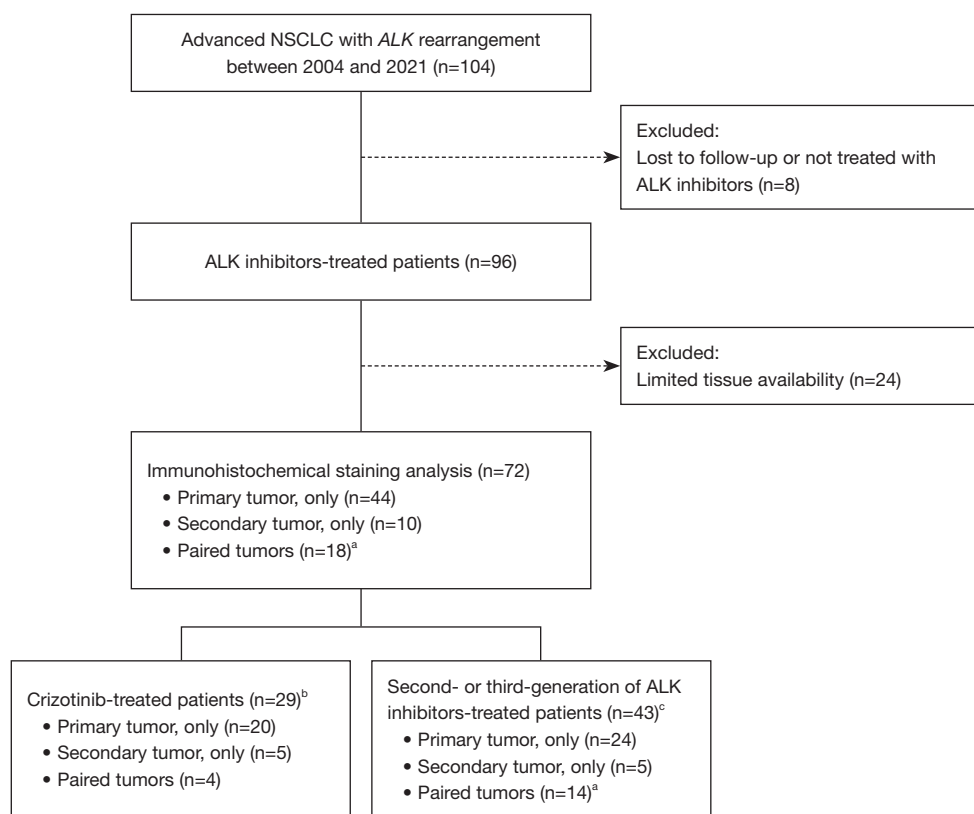 Advanced NSCLC with ALK rearrangement
between 2004 and 2021 (n=104)
Excluded:
Lost to follow-up or not treated with
ALK inhibitors (n=8)
ALK inhibitors-treated patients (n=96)
Excluded:
Limited tissue availability (n=24)
Immunohistochemical staining analysis (n=72)
• Primary tumor, only (n=44)
• Secondary tumor, only (n=10)
• Paired tumors (n=18)a
Crizotinib-treated patients (n=29)b
• Primary tumor, only (n=20)
• Secondary tumor, only (n=5)
• Paired tumors (n=4)
Second- or third-generation of ALK
inhibitors-treated patients (n=43)c
• Primary tumor, only (n=24)
• Secondary tumor, only (n=5)
• Paired tumors (n=14)a